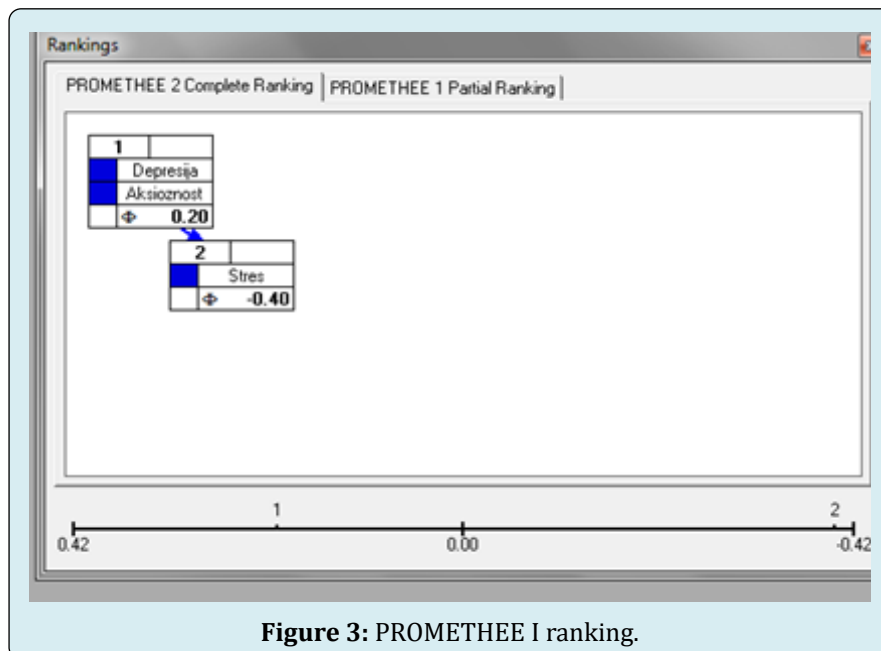 Rankings
PROMETHEE 2 Complete Ranking PROMETHEE 1 Partial Ranking
1
Depresija
Aksioznost
Φ 0.20
2
Stres
Φ -0.40
1 2
0.42 0.00 -0.42
Figure 3: PROMETHEE I ranking.